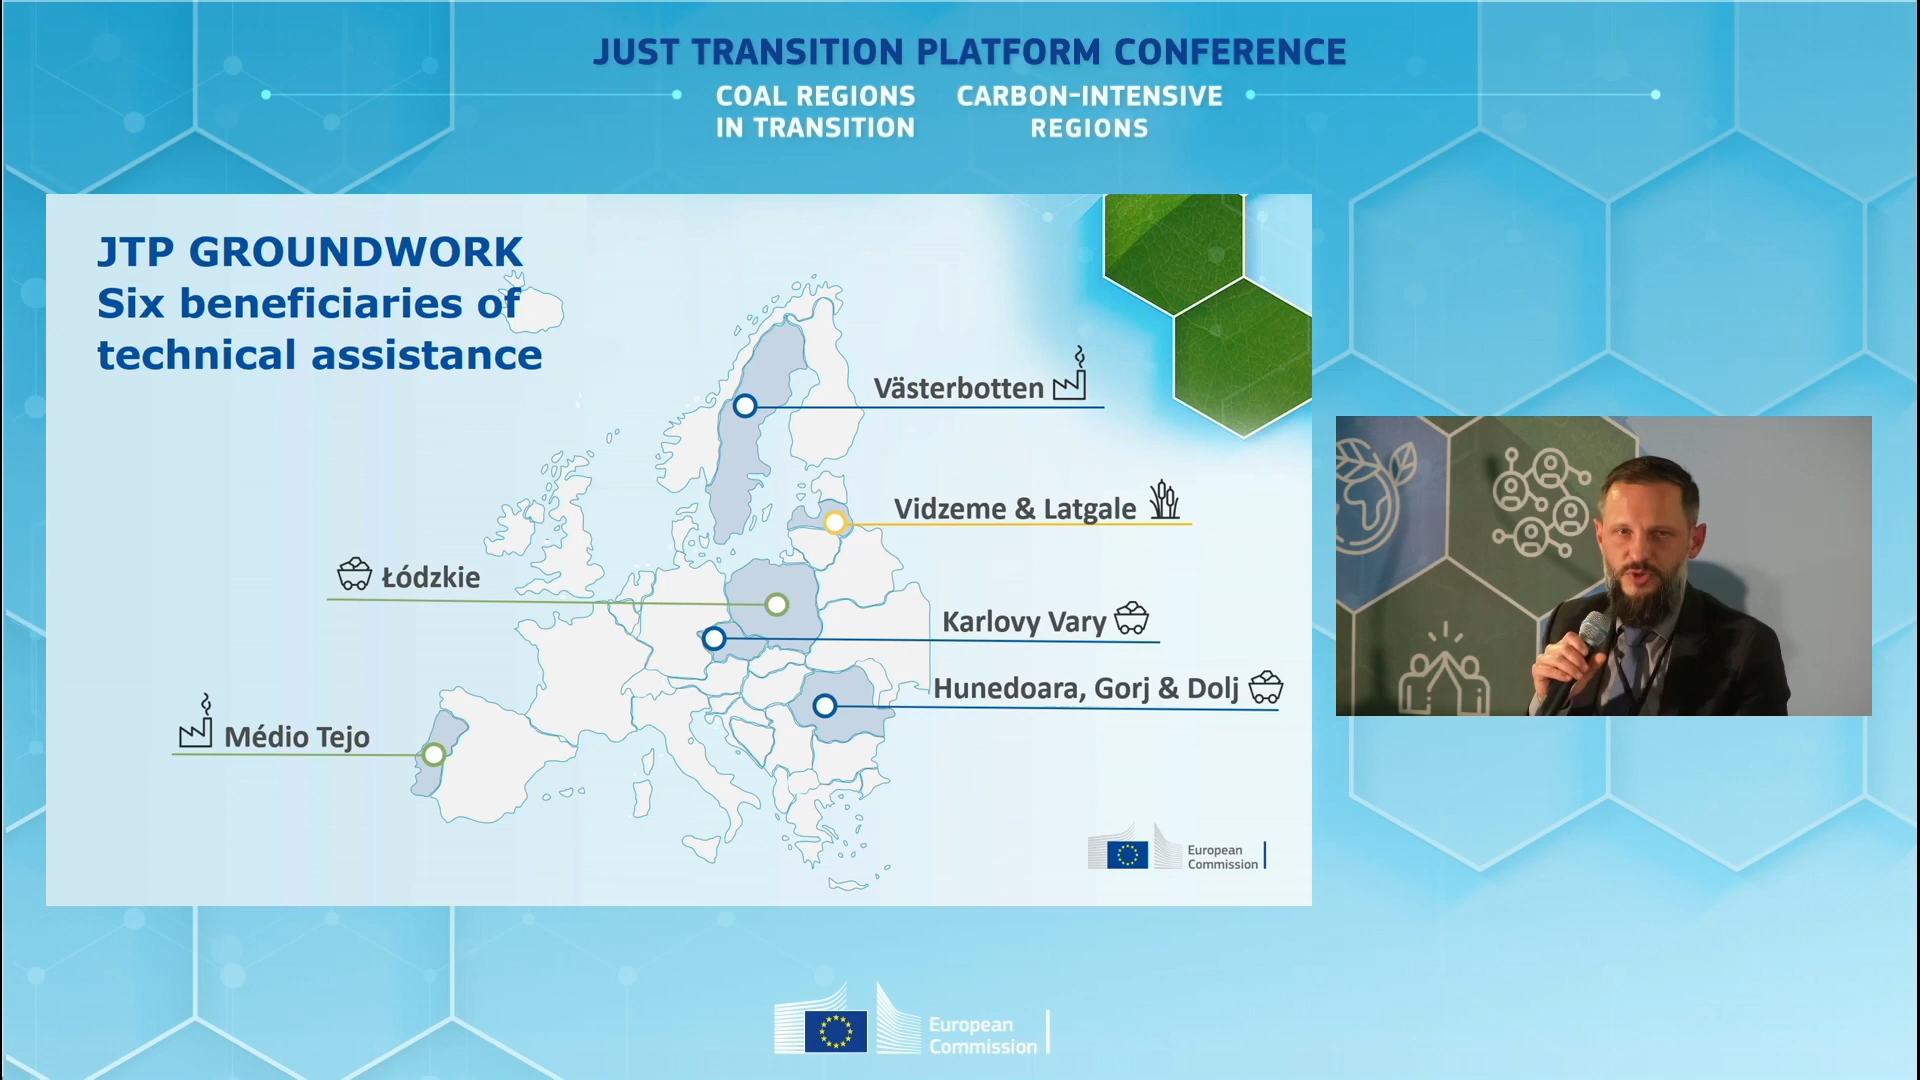 JUST TRANSITION PLATFORM CONFERENCE
COAL REGIONS
IN TRANSITION
CARBON-INTENSIVE
REGIONS
JTP GROUNDWORK
Six beneficiaries of
technical assistance
Västerbotten
Vidzeme & Latgale
Łódzkie
Karlovy Vary
Hunedoara, Gorj & Dolj
Médio Tejo
European
Commission
European
Commission